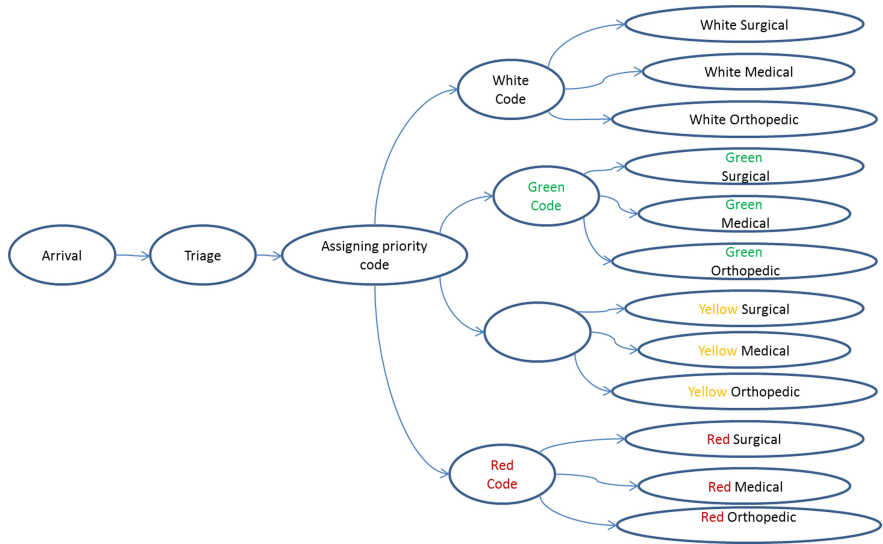 Arrival
Triage
Assigning priority
code
White
Code
White Surgical
White Medical
White Orthopedic
Green
Code
Green
Surgical
Green
Medical
Green
Orthopedic
Yellow Surgical
Yellow Medical
Yellow Orthopedic
Red
Code
Red Surgical
Red Medical
Red Orthopedic